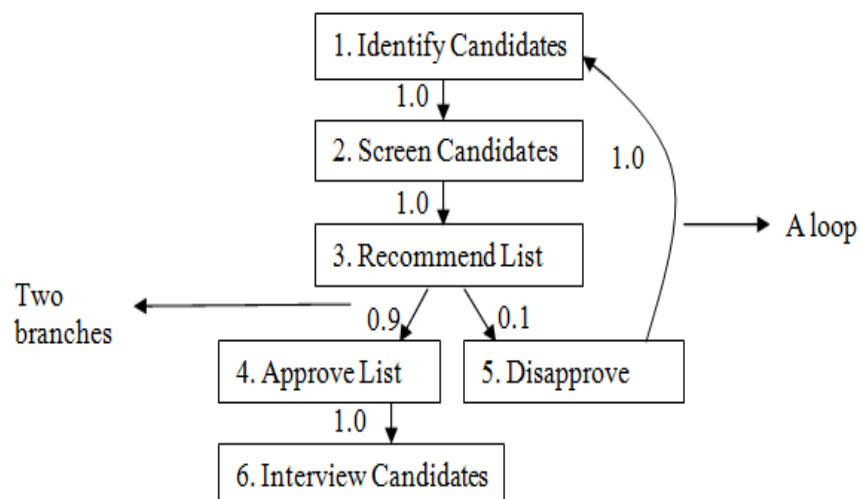 1. Identify Candidates
1.0
2. Screen Candidates
1.0
1.0
A loop
3. Recommend List
Two
branches
0.9
0.1
4. Approve List
5. Disapprove
1.0
6. Interview Candidates